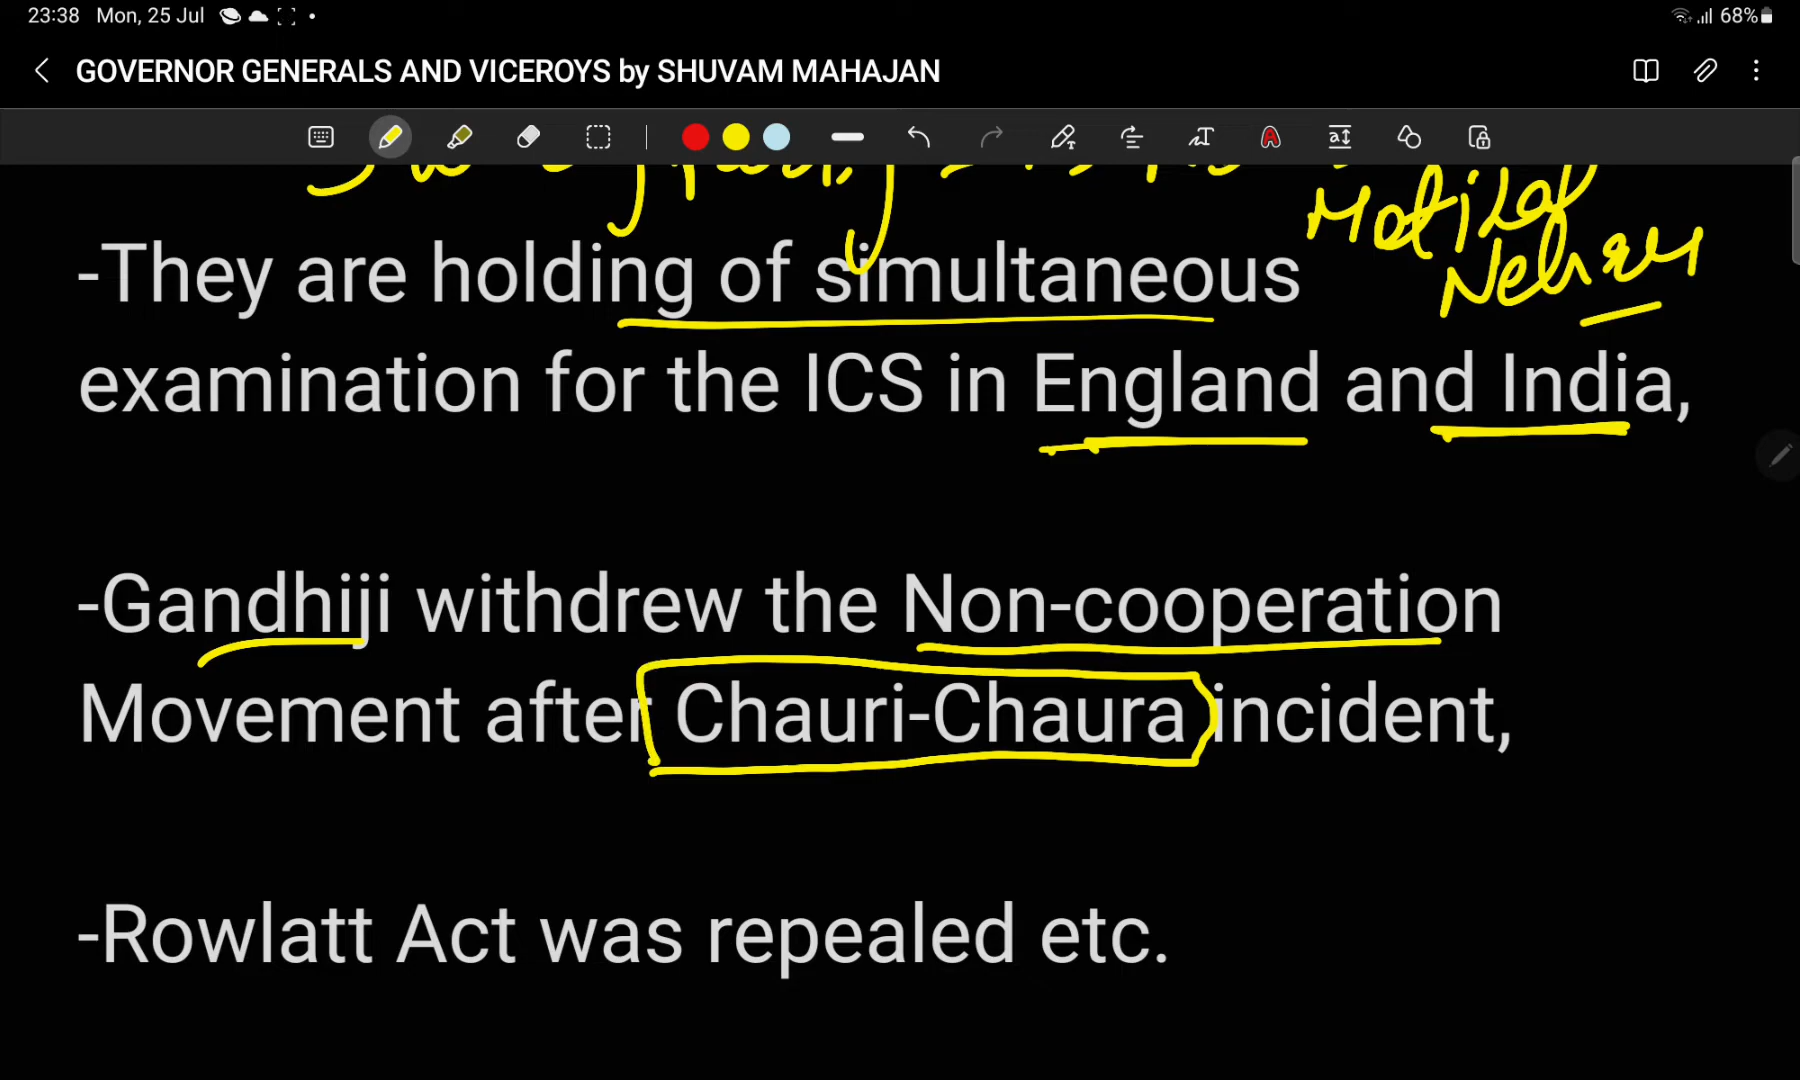 23:38 Mon, 25 Jul
68%
GOVERNOR GENERALS AND VICEROYS by SHUVAM MAHAJAN
Motilal
Nehru
-They are holding of simultaneous
examination for the ICS in England and India,
-Gandhiji withdrew the Non-cooperation
Movement after Chauri-Chaura incident,
-Rowlatt Act was repealed etc.